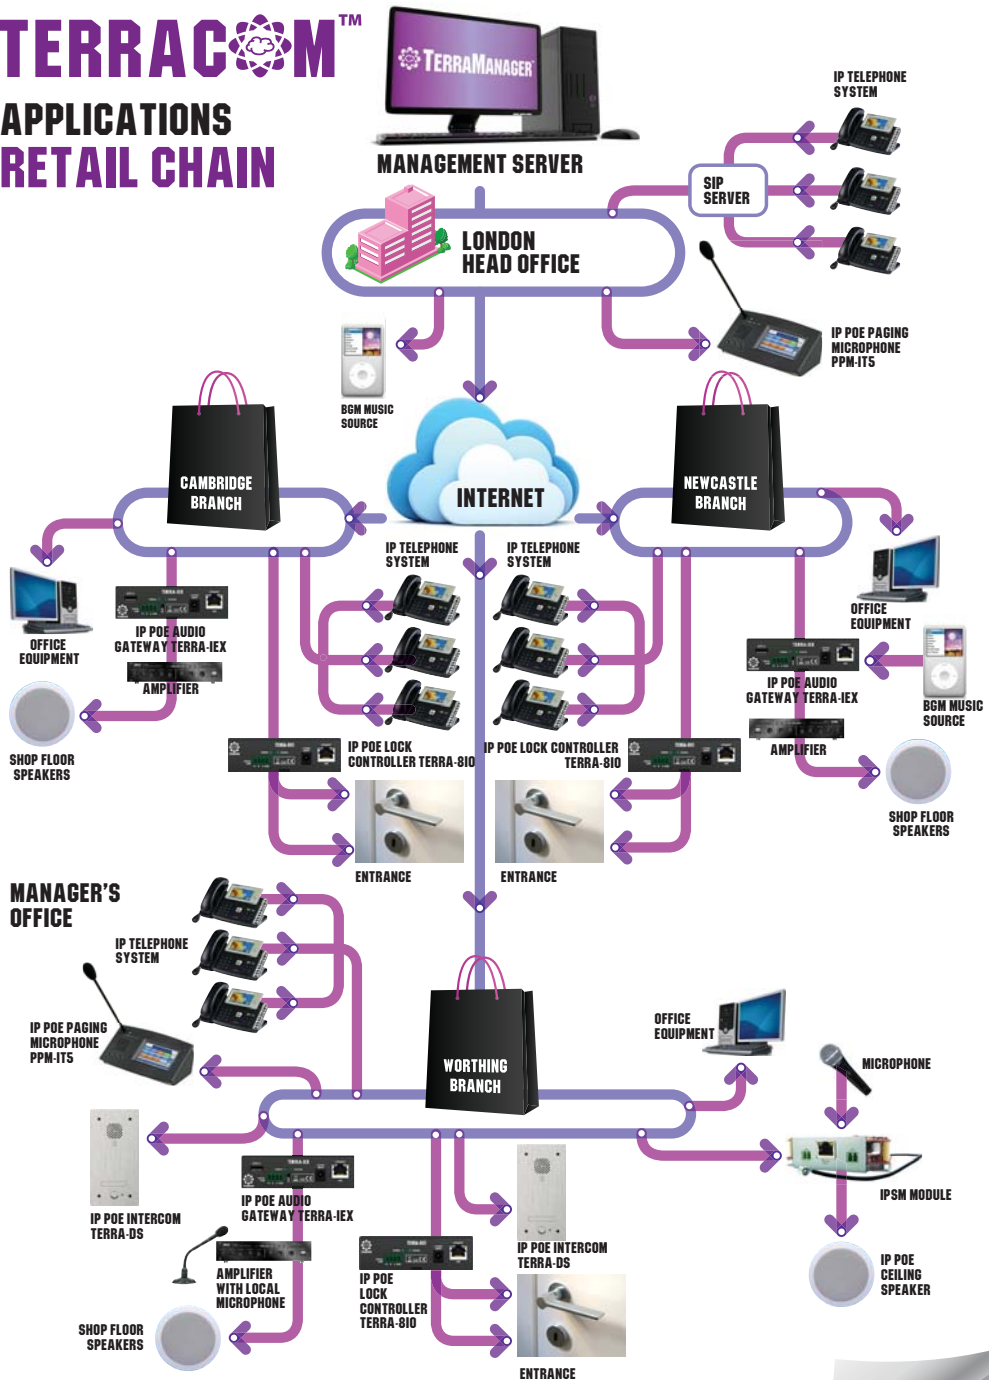 TERRACOM™
APPLICATIONS
RETAIL CHAIN
TERRAMANAGER
MANAGEMENT SERVER
IP TELEPHONE
SYSTEM
SIP
SERVER
LONDON
HEAD OFFICE
IP POE PAGING
MICROPHONE
PPM-IT5
BGM MUSIC
SOURCE
CAMBRIDGE
BRANCH
INTERNET
NEWCASTLE
BRANCH
IP TELEPHONE
SYSTEM
IP TELEPHONE
SYSTEM
OFFICE
EQUIPMENT
IP POE AUDIO
GATEWAY TERRA-IEX
AMPLIFIER
SHOP FLOOR
SPEAKERS
OFFICE
EQUIPMENT
IP POE AUDIO
GATEWAY TERRA-IEX
BGM MUSIC
SOURCE
AMPLIFIER
SHOP FLOOR
SPEAKERS
IP POE LOCK
CONTROLLER TERRA-8IO
IP POE LOCK CONTROLLER
TERRA-8IO
ENTRANCE
ENTRANCE
MANAGER'S
OFFICE
IP TELEPHONE
SYSTEM
IP POE PAGING
MICROPHONE
PPM-IT5
WORTHING
BRANCH
OFFICE
EQUIPMENT
MICROPHONE
IPSM MODULE
IP POE
CEILING
SPEAKER
IP POE INTERCOM
TERRA-DS
IP POE AUDIO
GATEWAY TERRA-IEX
AMPLIFIER
WITH LOCAL
MICROPHONE
SHOP FLOOR
SPEAKERS
IP POE
LOCK
CONTROLLER
TERRA-8IO
IP POE INTERCOM
TERRA-DS
ENTRANCE